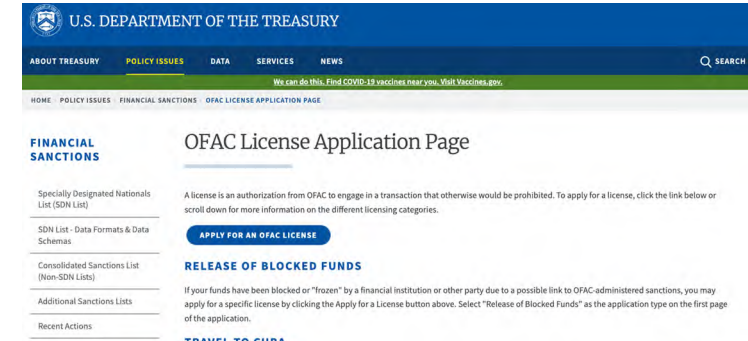 U.S. DEPARTMENT OF THE TREASURY
ABOUT TREASURY POLICY ISSUES DATA SERVICES NEWS SEARCH
We can do this. Find COVID-19 vaccines near you. Visit Vaccines.gov.
HOME POLICY ISSUES FINANCIAL SANCTIONS OFAC LICENSE APPLICATION PAGE
FINANCIAL
SANCTIONS
Specially Designated Nationals
List (SDN List)
SDN List - Data Formats & Data
Schemas
Consolidated Sanctions List
(Non-SDN Lists)
Additional Sanctions Lists
Recent Actions
OFAC License Application Page
A license is an authorization from OFAC to engage in a transaction that otherwise would be prohibited. To apply for a license, click the link below or
scroll down for more information on the different licensing categories.
APPLY FOR AN OFAC LICENSE
RELEASE OF BLOCKED FUNDS
If your funds have been blocked or "frozen" by a financial institution or other party due to a possible link to OFAC-administered sanctions, you may
apply for a specific license by clicking the Apply for a License button above. Select "Release of Blocked Funds" as the application type on the first page
of the application.
TRAVEL TO CUBA